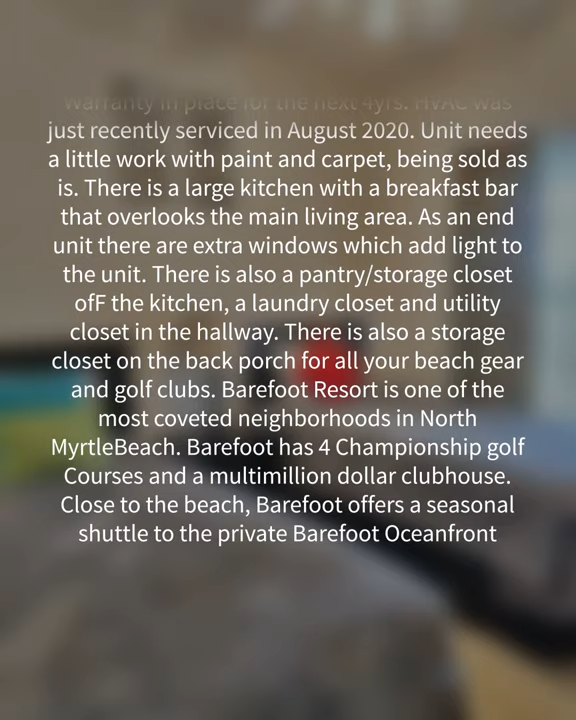 warranty in place for the next 4yrs. HVAC was
just recently serviced in August 2020. Unit needs
a little work with paint and carpet, being sold as
is. There is a large kitchen with a breakfast bar
that overlooks the main living area. As an end
unit there are extra windows which add light to
the unit. There is also a pantry/storage closet
ofF the kitchen, a laundry closet and utility
closet in the hallway. There is also a storage
closet on the back porch for all your beach gear
and golf clubs. Barefoot Resort is one of the
most coveted neighborhoods in North
MyrtleBeach. Barefoot has 4 Championship golf
Courses and a multimillion dollar clubhouse.
Close to the beach, Barefoot offers a seasonal
shuttle to the private Barefoot Oceanfront